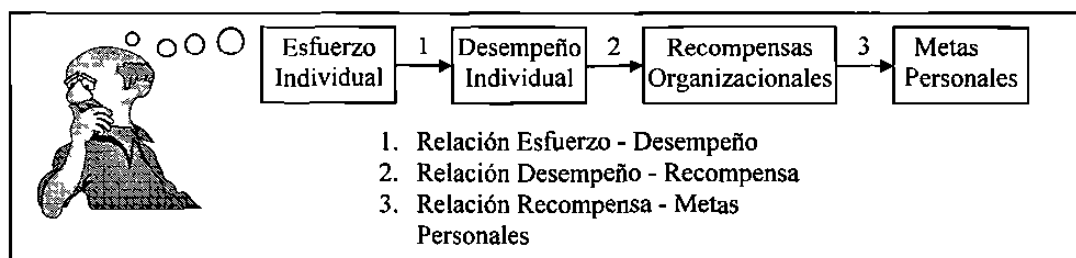 Esfuerzo
Individual
1
Desempeño
Individual
2
Recompensas
Organizacionales
3
Metas
Personales
1. Relación Esfuerzo - Desempeño
2. Relación Desempeño - Recompensa
3. Relación Recompensa - Metas
Personales